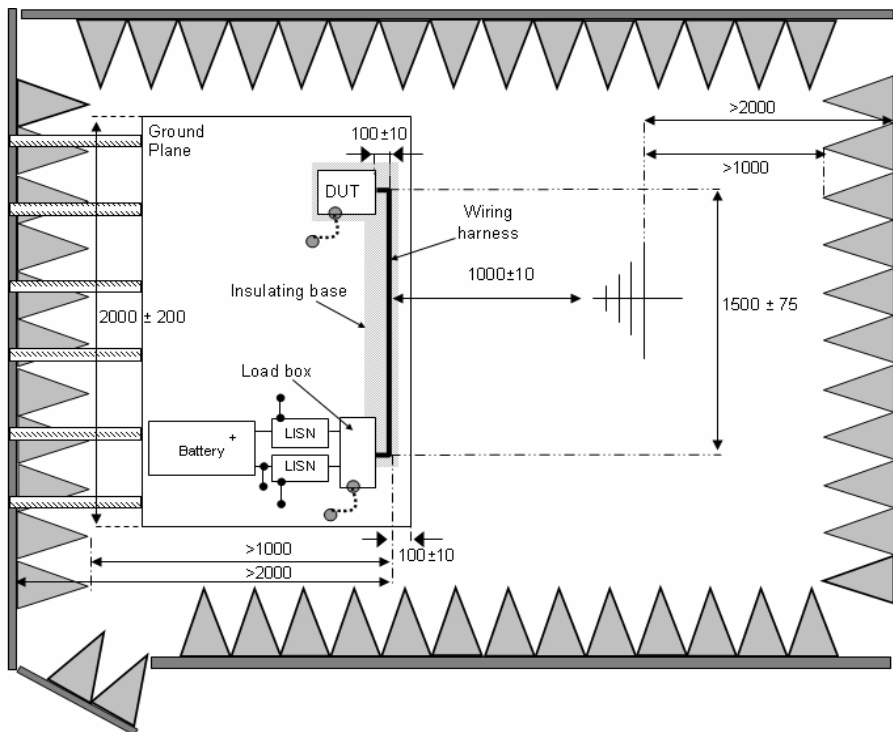 >2000
Ground
Plane
100±10
>1000
DUT
Wiring
harness
1000±10
Insulating base
1500 ± 75
2000 ± 200
Load box
+
LISN
Battery
LISN
>1000
100±10
>2000